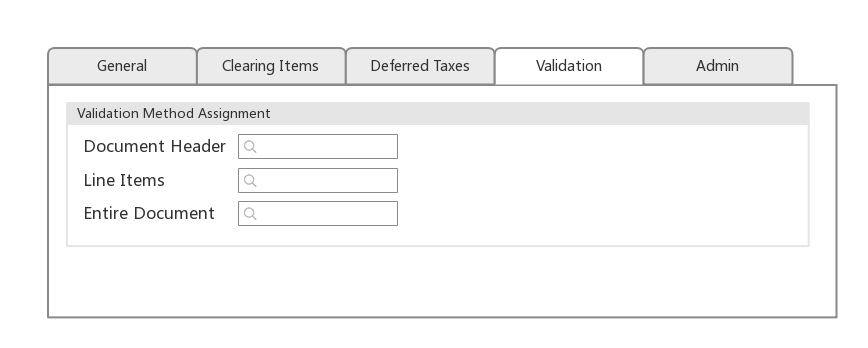 General Clearing Items Deferred Taxes Validation Admin
Validation Method Assignment
Document Header
Line Items
Entire Document